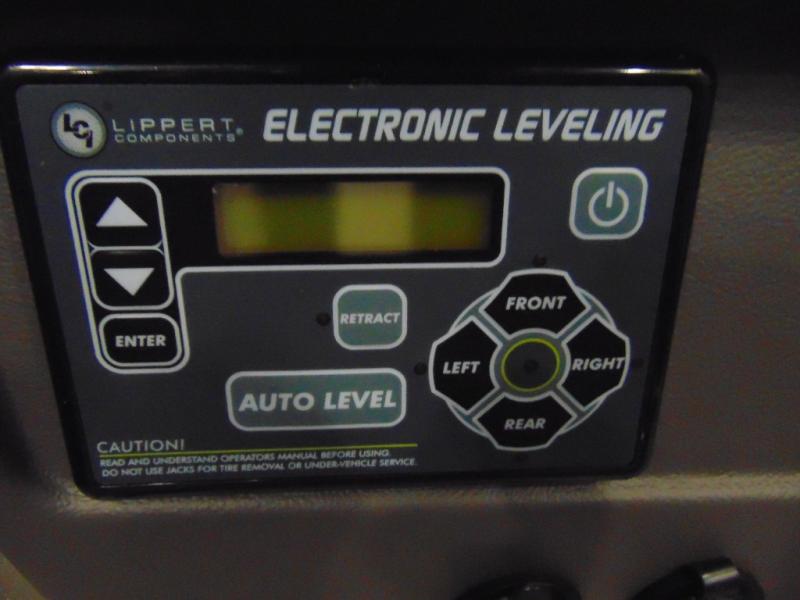 LCI LIPPERT COMPONENTS® ELECTRONIC LEVELING
ENTER
RETRACT
AUTO LEVEL
FRONT
LEFT
RIGHT
REAR
CAUTION!
READ AND UNDERSTAND OPERATORS MANUAL BEFORE USING.
DO NOT USE JACKS FOR TIRE REMOVAL OR UNDER-VEHICLE SERVICE.